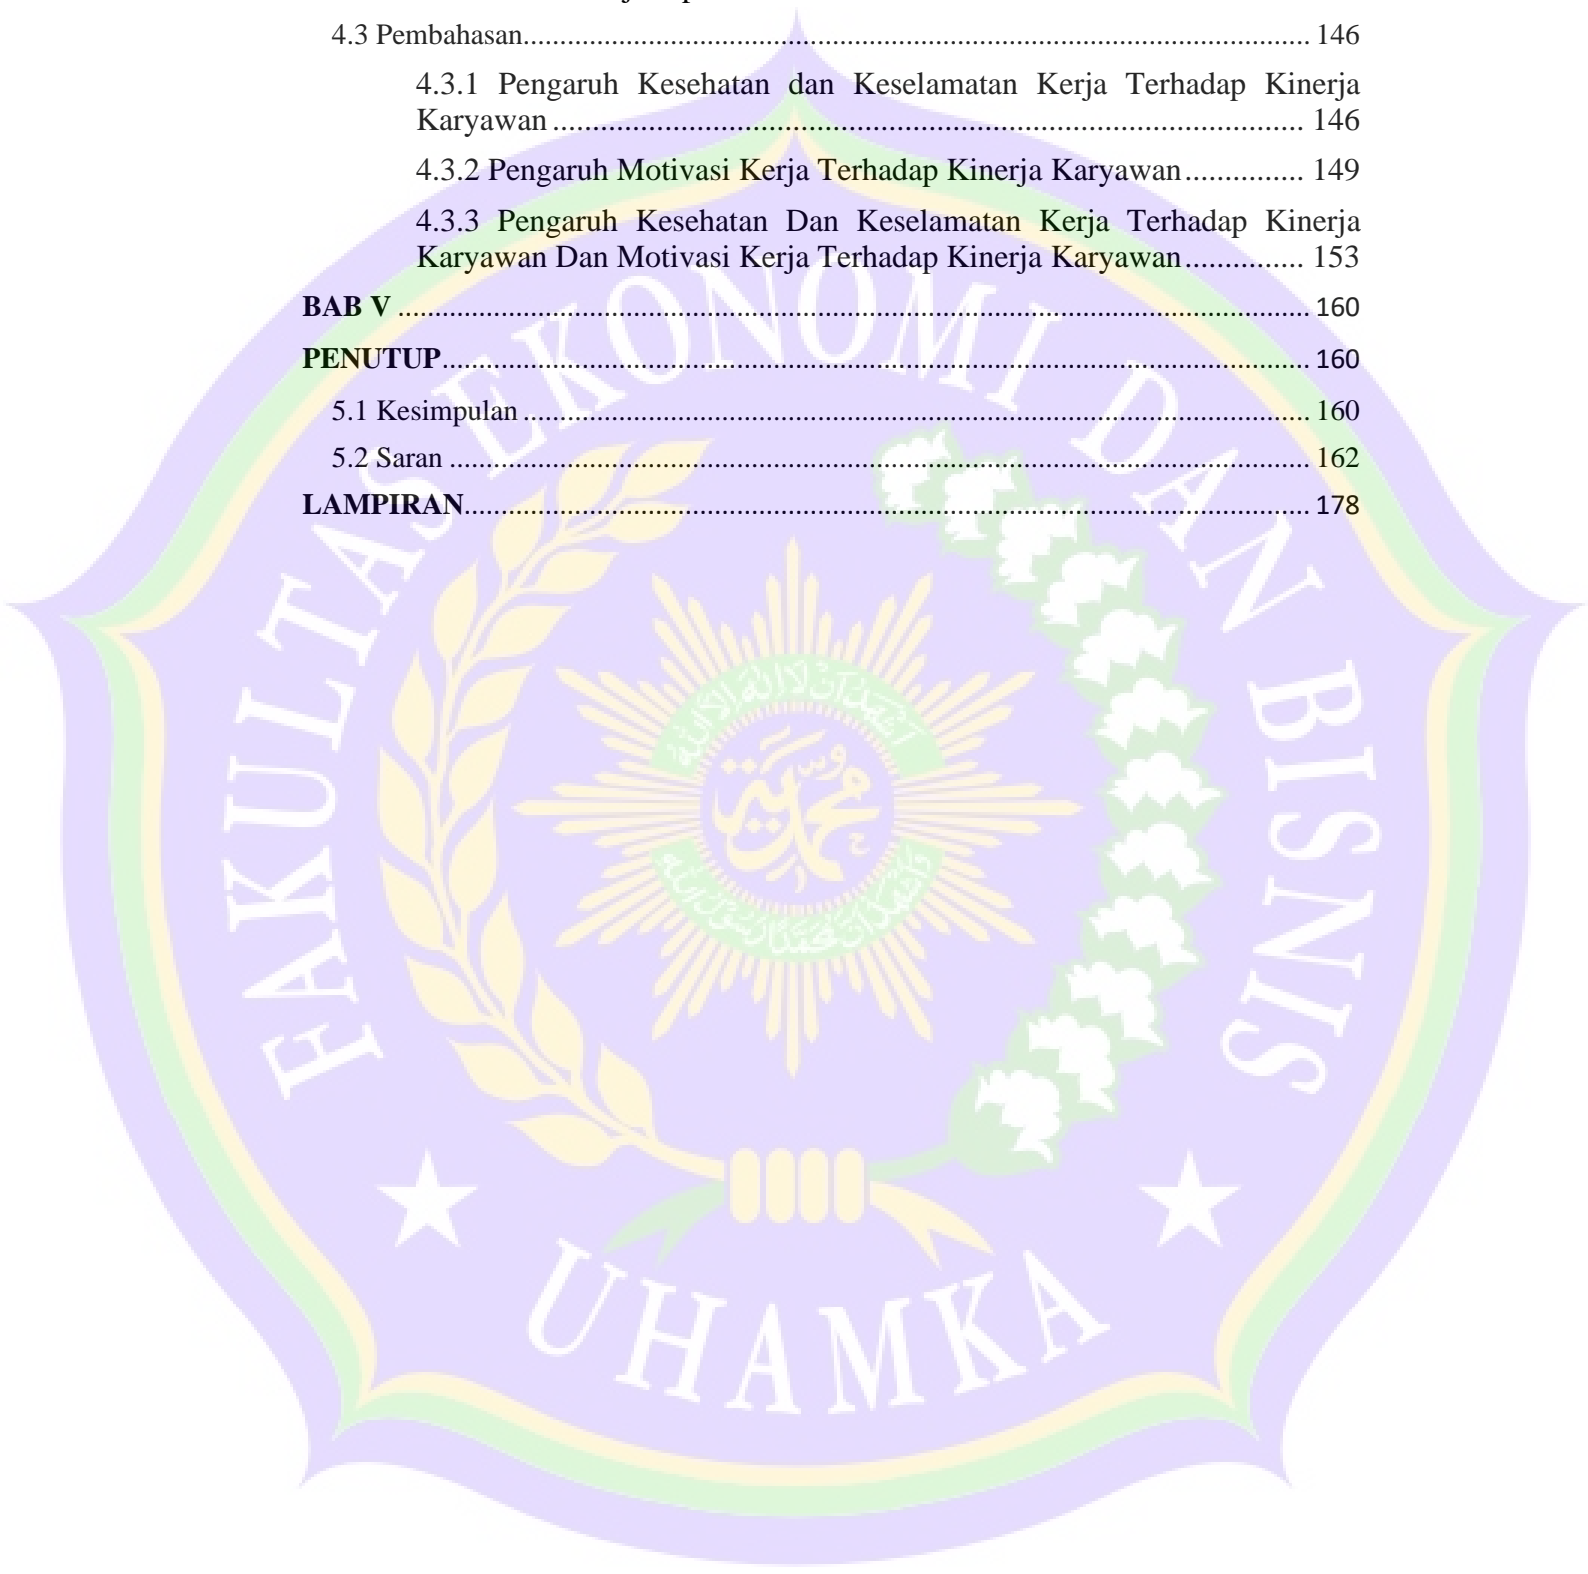 4.3 Pembahasan........................................................................................................... 146
4.3.1 Pengaruh Kesehatan dan Keselamatan Kerja Terhadap Kinerja
Karyawan ................................................................................................ 146
4.3.2 Pengaruh Motivasi Kerja Terhadap Kinerja Karyawan............... 149
4.3.3 Pengaruh Kesehatan Dan Keselamatan Kerja Terhadap Kinerja
Karyawan Dan Motivasi Kerja Terhadap Kinerja Karyawan............... 153
BAB V ............................................................................................................................ 160
PENUTUP...................................................................................................................... 160
5.1 Kesimpulan ........................................................................................................... 160
5.2 Saran ..................................................................................................................... 162
LAMPIRAN................................................................................................................... 178
FAKULTAS EKONOMI DAN BISNIS
محمدية
UHAMKA